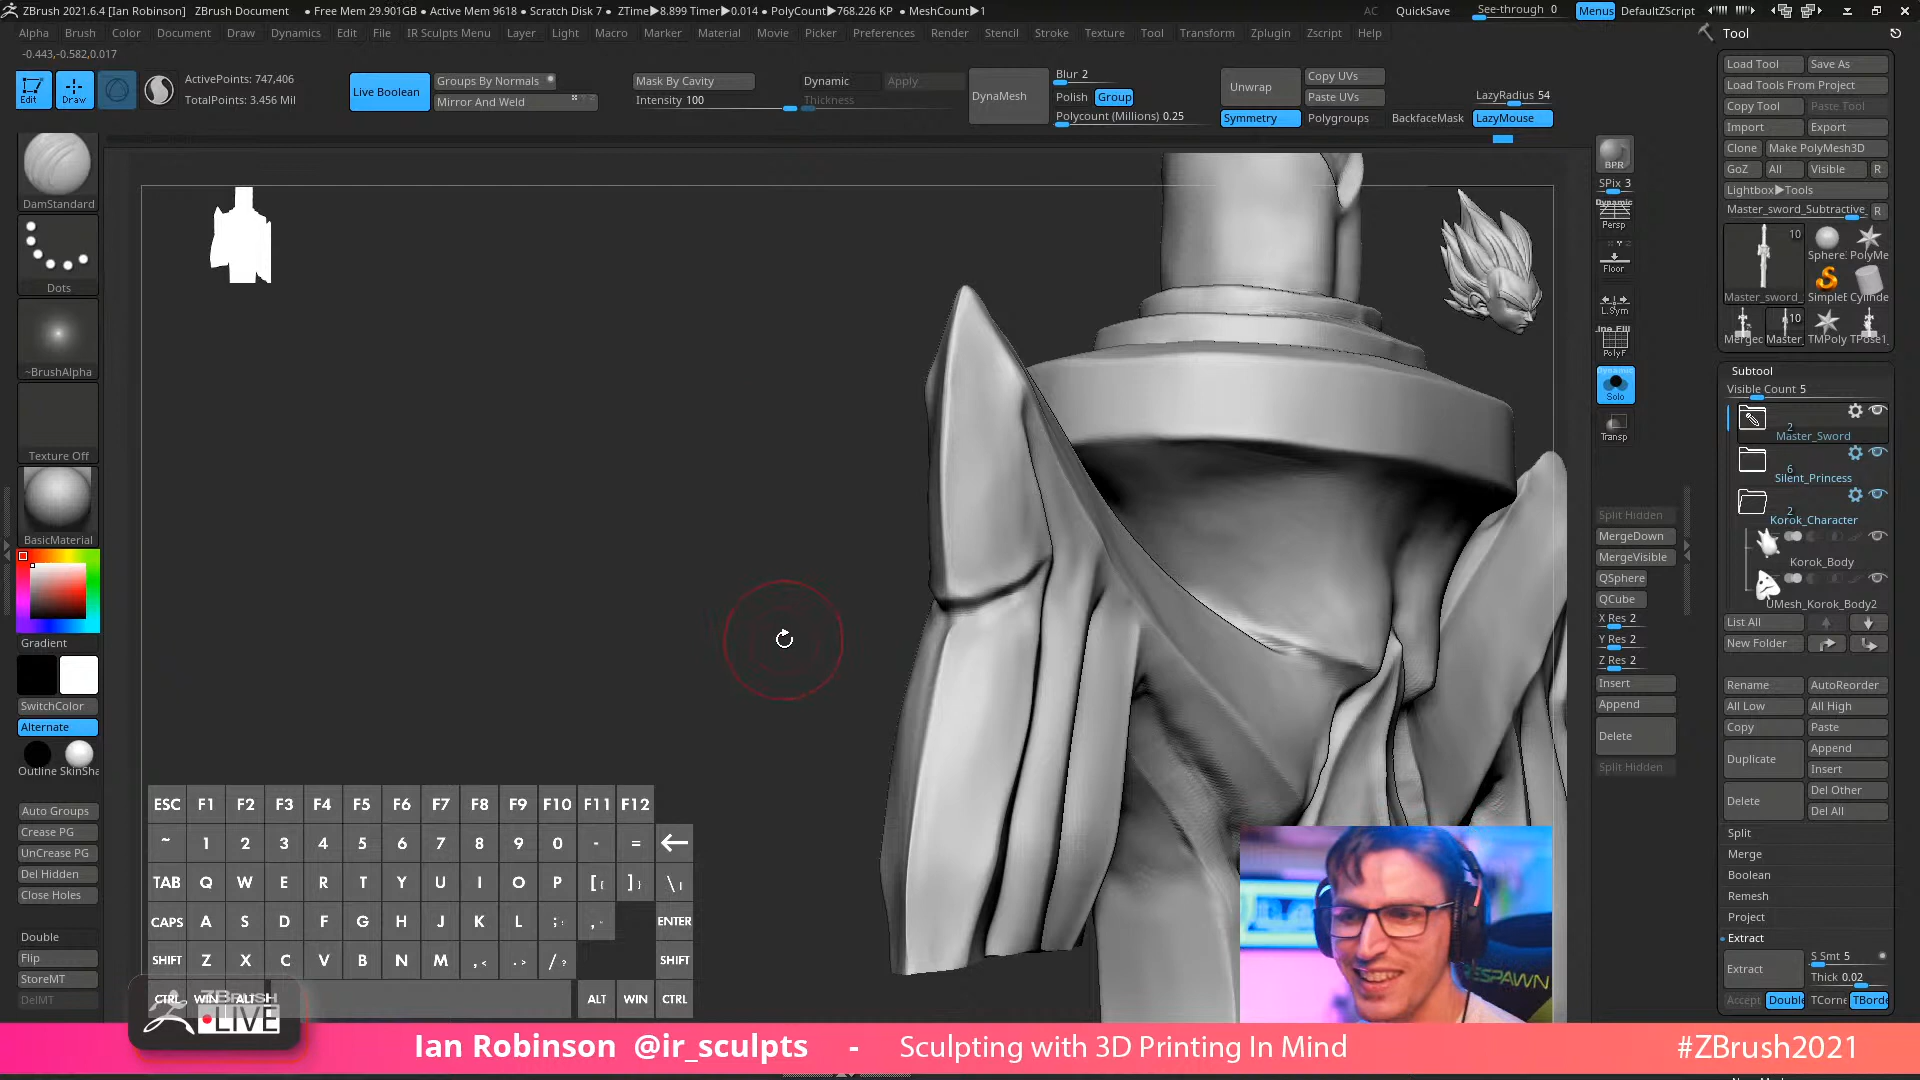 ZBrush 2021.6.4 [Ian Robinson] ZBrush Document • Free Mem 29.901GB • Active Mem 9618 • Scratch Disk 7 • ZTime▶8.899 Timer▶0.014 • PolyCount▶768.226 KP • MeshCount▶1 AC QuickSave See-through 0 Menus DefaultZScript
Alpha Brush Color Document Draw Dynamics Edit File IR Sculpts Menu Layer Light Macro Marker Material Movie Picker Preferences Render Stencil Stroke Texture Tool Transform Zplugin Zscript Help
-0.443,-0.582,0.017
Edit Draw
ActivePoints: 747,406
TotalPoints: 3.456 Mil
Live Boolean
Groups By Normals
Mirror And Weld
Mask By Cavity
Intensity 100
Dynamic Apply
Thickness
DynaMesh
Blur 2
Polish Group
Polycount (Millions) 0.25
Unwrap
Copy UVs
Paste UVs
Symmetry Polygroups BackfaceMask
LazyRadius 54
LazyMouse
DamStandard
Dots
~BrushAlpha
Texture Off
BasicMaterial
Gradient
SwitchColor
Alternate
Outline SkinSha
Auto Groups
Crease PG
UnCrease PG
Del Hidden
Close Holes
Double
Flip
StoreMT
DelMT
BPR
SPix 3
Dynamic
Persp
Floor
L.Sym
Line Fill
PolyF
Dynamic
Solo
Transp
Split Hidden
MergeDown
MergeVisible
QSphere
QCube
X Res 2
Y Res 2
Z Res 2
Insert
Append
Delete
Split Hidden
Tool
Load Tool Save As
Load Tools From Project
Copy Tool Paste Tool
Import Export
Clone Make PolyMesh3D
GoZ All Visible R
Lightbox▶Tools
Master_sword_Subtractive_ R
10
Sphere PolyMe
Master_sword_ SimpleE Cylinde
10
Mergec Master_ TMPoly TPose1_
Subtool
Visible Count 5
2
Master_Sword
6
Silent_Princess
2
Korok_Character
Korok_Body
UMesh_Korok_Body2
List All
New Folder
Rename AutoReorder
All Low All High
Copy Paste
Duplicate Append
Insert
Delete Del Other
Del All
Split
Merge
Boolean
Remesh
Project
Extract
Extract S Smt 5
Thick 0.02
Accept Double TCorne TBorde
ESC F1 F2 F3 F4 F5 F6 F7 F8 F9 F10 F11 F12
~ 1 2 3 4 5 6 7 8 9 0 - = ←
TAB Q W E R T Y U I O P [{ ]} \|
CAPS A S D F G H J K L ;: ,. ENTER
SHIFT Z X C V B N M ,< .> /? SHIFT
CTRL WIN ALT ALT WIN CTRL
ZBRUSH
LIVE
RESPAWN
Ian Robinson @ir_sculpts - Sculpting with 3D Printing In Mind #ZBrush2021